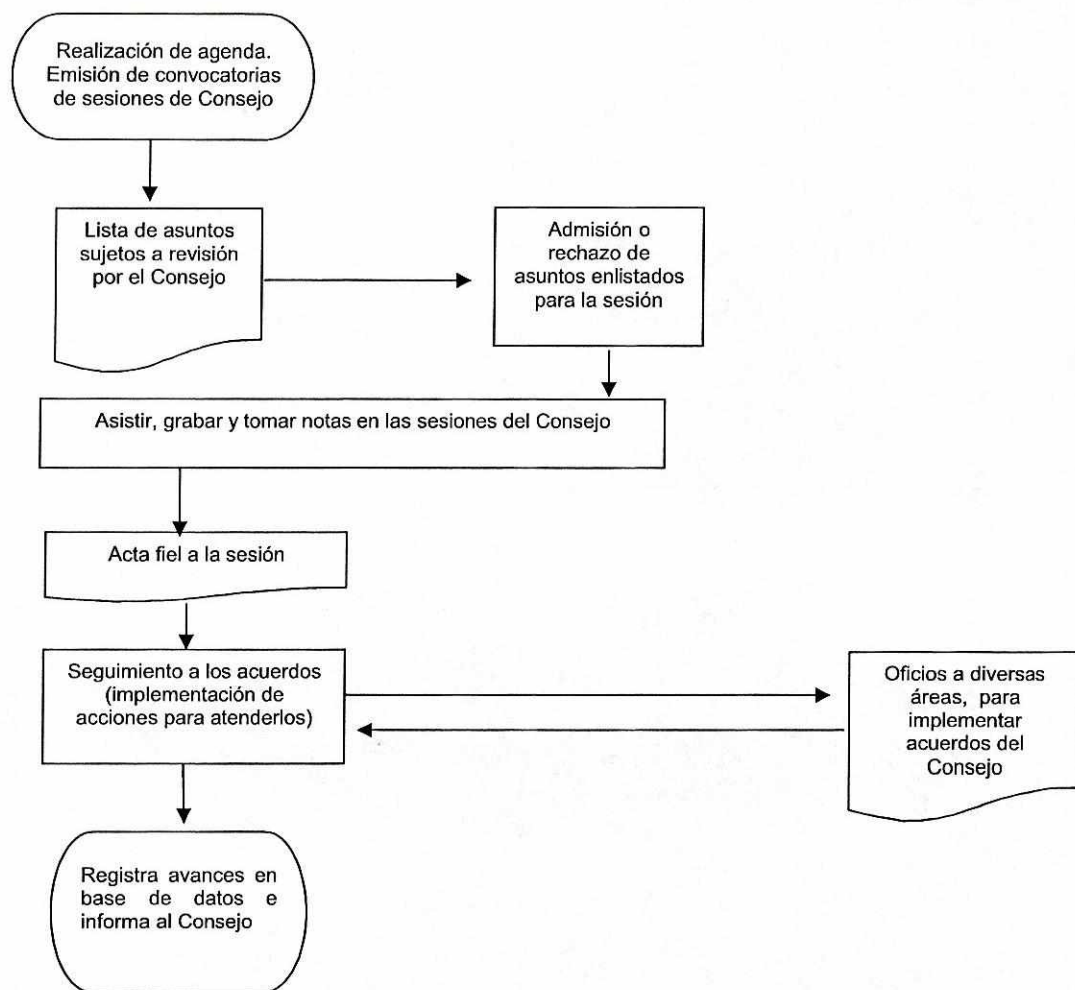 Realización de agenda.
Emisión de convocatorias
de sesiones de Consejo
Lista de asuntos
sujetos a revisión
por el Consejo
Admisión o
rechazo de
asuntos enlistados
para la sesión
Asistir, grabar y tomar notas en las sesiones del Consejo
Acta fiel a la sesión
Seguimiento a los acuerdos
(implementación de
acciones para atenderlos)
Oficios a diversas
áreas, para
implementar
acuerdos del
Consejo
Registra avances en
base de datos e
informa al Consejo